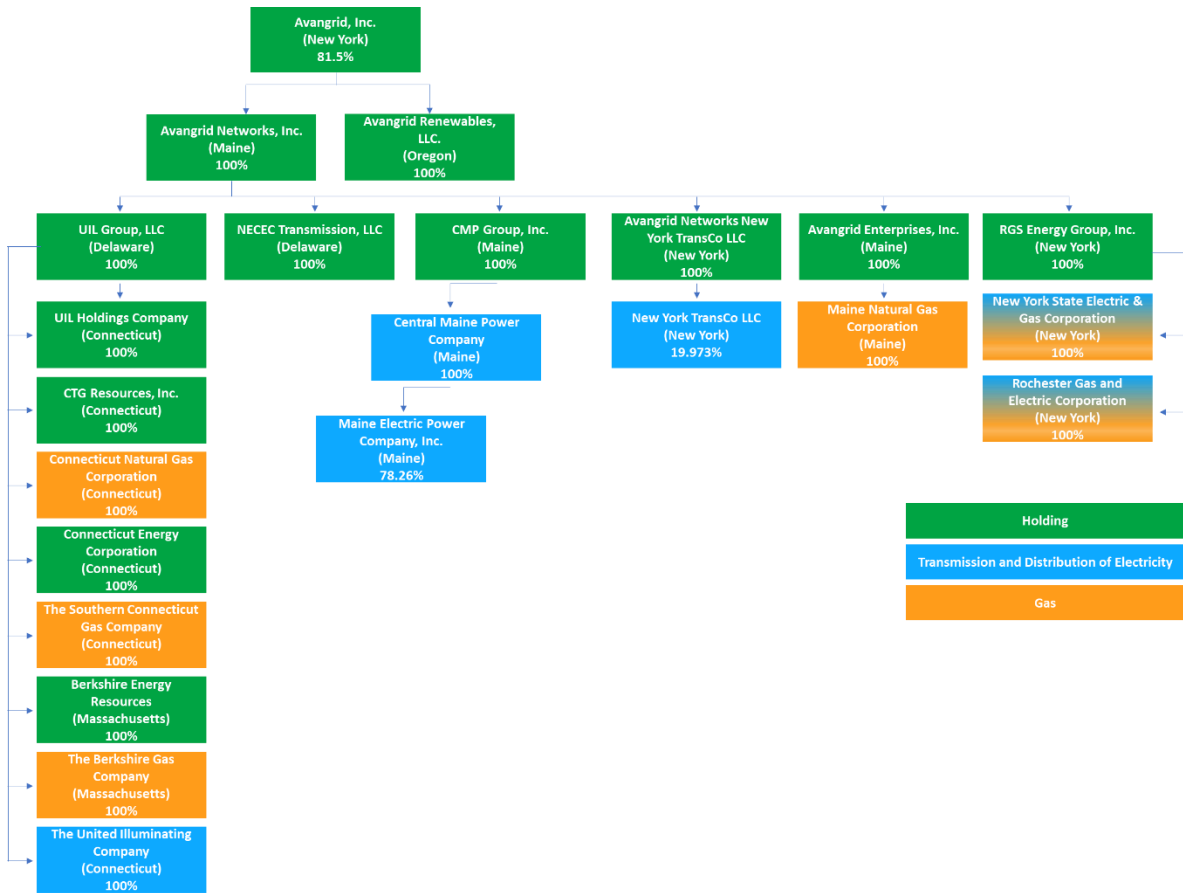 Avangrid, Inc.
(New York)
81.5%
Avangrid Networks, Inc.
(Maine)
100%
Avangrid Renewables,
LLC.
(Oregon)
100%
UIL Group, LLC
(Delaware)
100%
NECEC Transmission, LLC
(Delaware)
100%
CMP Group, Inc.
(Maine)
100%
Avangrid Networks New
York TransCo LLC
(New York)
100%
Avangrid Enterprises, Inc.
(Maine)
100%
RGS Energy Group, Inc.
(New York)
100%
UIL Holdings Company
(Connecticut)
100%
Central Maine Power
Company
(Maine)
100%
New York TransCo LLC
(New York)
19.973%
Maine Natural Gas
Corporation
(Maine)
100%
New York State Electric &
Gas Corporation
(New York)
100%
CTG Resources, Inc.
(Connecticut)
100%
Maine Electric Power
Company, Inc.
(Maine)
78.26%
Rochester Gas and
Electric Corporation
(New York)
100%
Connecticut Natural Gas
Corporation
(Connecticut)
100%
Connecticut Energy
Corporation
(Connecticut)
100%
The Southern Connecticut
Gas Company
(Connecticut)
100%
Berkshire Energy
Resources
(Massachusetts)
100%
The Berkshire Gas
Company
(Massachusetts)
100%
The United Illuminating
Company
(Connecticut)
100%
Holding
Transmission and Distribution of Electricity
Gas